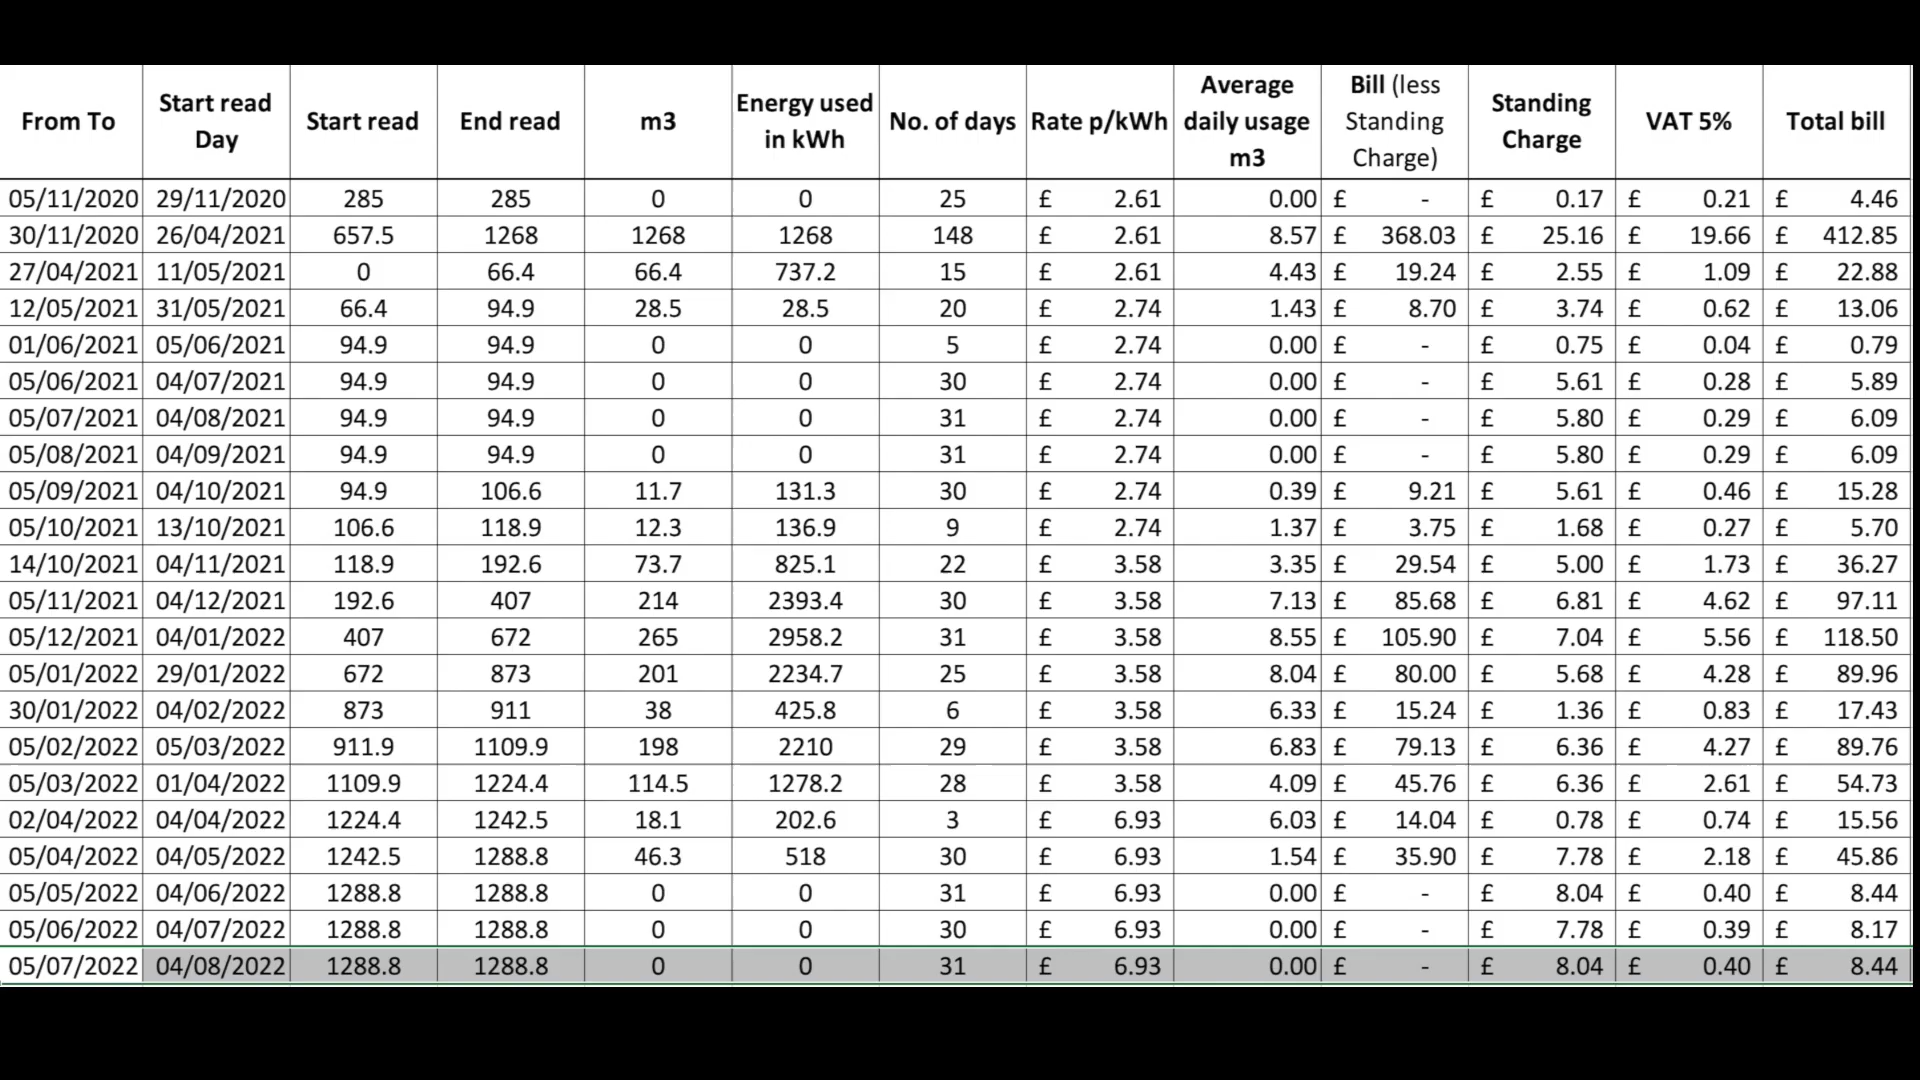 From To Start read Day Start read End read m3 Energy used in kWh No. of days Rate p/kWh Average daily usage m3 Bill (less Standing Charge) Standing Charge VAT 5% Total bill
05/11/2020 29/11/2020 285 285 0 0 25 £ 2.61 0.00 £ - £ 0.17 £ 0.21 £ 4.46
30/11/2020 26/04/2021 657.5 1268 1268 1268 148 £ 2.61 8.57 £ 368.03 £ 25.16 £ 19.66 £ 412.85
27/04/2021 11/05/2021 0 66.4 66.4 737.2 15 £ 2.61 4.43 £ 19.24 £ 2.55 £ 1.09 £ 22.88
12/05/2021 31/05/2021 66.4 94.9 28.5 28.5 20 £ 2.74 1.43 £ 8.70 £ 3.74 £ 0.62 £ 13.06
01/06/2021 05/06/2021 94.9 94.9 0 0 5 £ 2.74 0.00 £ - £ 0.75 £ 0.04 £ 0.79
05/06/2021 04/07/2021 94.9 94.9 0 0 30 £ 2.74 0.00 £ - £ 5.61 £ 0.28 £ 5.89
05/07/2021 04/08/2021 94.9 94.9 0 0 31 £ 2.74 0.00 £ - £ 5.80 £ 0.29 £ 6.09
05/08/2021 04/09/2021 94.9 94.9 0 0 31 £ 2.74 0.00 £ - £ 5.80 £ 0.29 £ 6.09
05/09/2021 04/10/2021 94.9 106.6 11.7 131.3 30 £ 2.74 0.39 £ 9.21 £ 5.61 £ 0.46 £ 15.28
05/10/2021 13/10/2021 106.6 118.9 12.3 136.9 9 £ 2.74 1.37 £ 3.75 £ 1.68 £ 0.27 £ 5.70
14/10/2021 04/11/2021 118.9 192.6 73.7 825.1 22 £ 3.58 3.35 £ 29.54 £ 5.00 £ 1.73 £ 36.27
05/11/2021 04/12/2021 192.6 407 214 2393.4 30 £ 3.58 7.13 £ 85.68 £ 6.81 £ 4.62 £ 97.11
05/12/2021 04/01/2022 407 672 265 2958.2 31 £ 3.58 8.55 £ 105.90 £ 7.04 £ 5.56 £ 118.50
05/01/2022 29/01/2022 672 873 201 2234.7 25 £ 3.58 8.04 £ 80.00 £ 5.68 £ 4.28 £ 89.96
30/01/2022 04/02/2022 873 911 38 425.8 6 £ 3.58 6.33 £ 15.24 £ 1.36 £ 0.83 £ 17.43
05/02/2022 05/03/2022 911.9 1109.9 198 2210 29 £ 3.58 6.83 £ 79.13 £ 6.36 £ 4.27 £ 89.76
05/03/2022 01/04/2022 1109.9 1224.4 114.5 1278.2 28 £ 3.58 4.09 £ 45.76 £ 6.36 £ 2.61 £ 54.73
02/04/2022 04/04/2022 1224.4 1242.5 18.1 202.6 3 £ 6.93 6.03 £ 14.04 £ 0.78 £ 0.74 £ 15.56
05/04/2022 04/05/2022 1242.5 1288.8 46.3 518 30 £ 6.93 1.54 £ 35.90 £ 7.78 £ 2.18 £ 45.86
05/05/2022 04/06/2022 1288.8 1288.8 0 0 31 £ 6.93 0.00 £ - £ 8.04 £ 0.40 £ 8.44
05/06/2022 04/07/2022 1288.8 1288.8 0 0 30 £ 6.93 0.00 £ - £ 7.78 £ 0.39 £ 8.17
05/07/2022 04/08/2022 1288.8 1288.8 0 0 31 £ 6.93 0.00 £ - £ 8.04 £ 0.40 £ 8.44